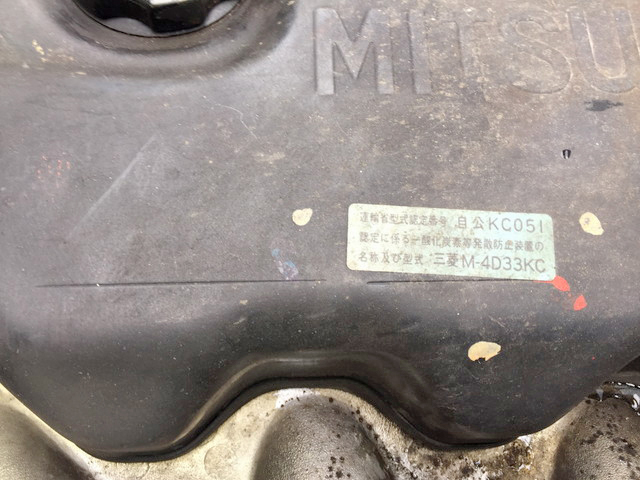 MITSU
運輸省型式認定番号 自公KC051
認定に係る一酸化炭素等発散防止装置の
名称及び型式 三菱M-4D33KC